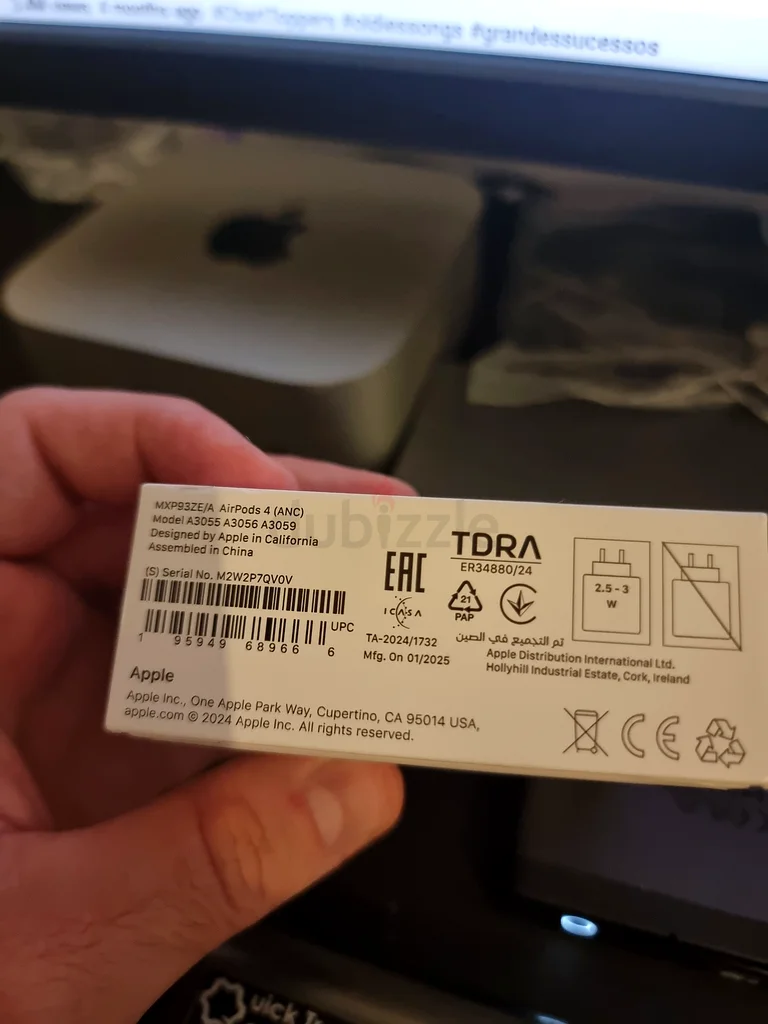 #oldiessongs #grandessucessos
dubizzle
MXP93ZE/A AirPods 4 (ANC)
Model A3055 A3056 A3059
Designed by Apple in California
Assembled in China
(S) Serial No. M2W2P7QV0V
UPC
1 95949 68966 6
EAC
ICASA
TA-2024/1732
Mfg. On 01/2025
TDRA
ER34880/24
21
PAP
2.5 - 3
W
تم التجميع في الصين
Apple Distribution International Ltd.
Hollyhill Industrial Estate, Cork, Ireland
Apple
Apple Inc., One Apple Park Way, Cupertino, CA 95014 USA,
apple.com © 2024 Apple Inc. All rights reserved.
CE